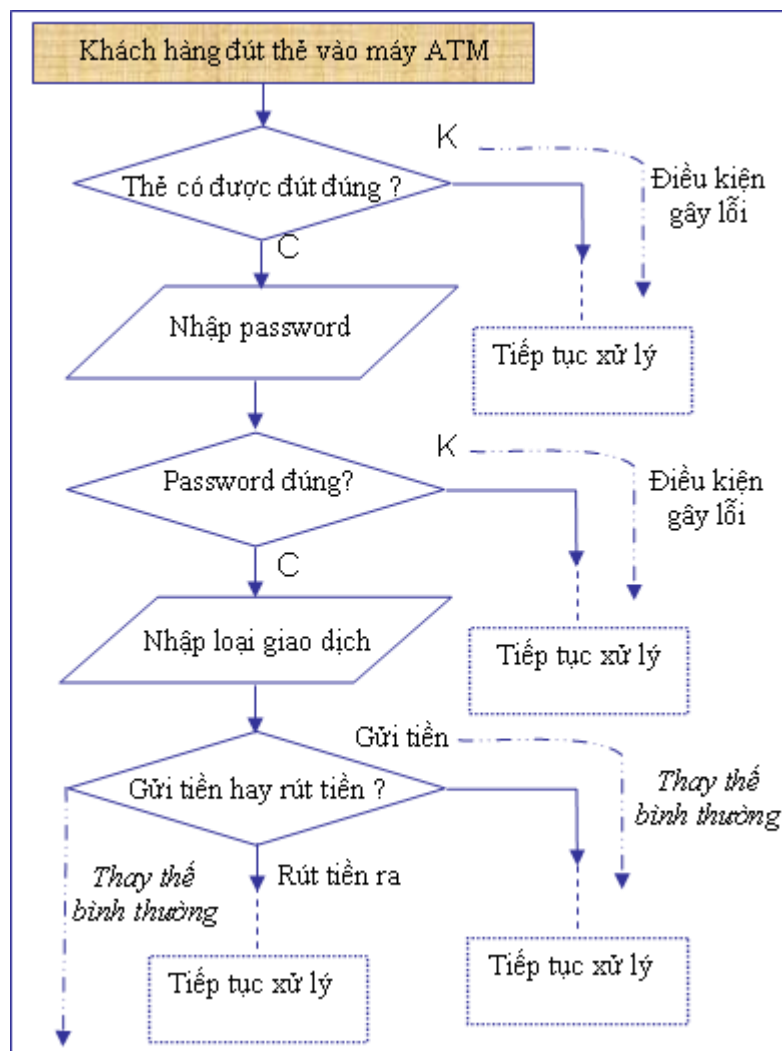 Khách hàng đút thẻ vào máy ATM
K
Thẻ có được đút đúng ?
Điều kiện
gây lỗi
C
Nhập password
Tiếp tục xử lý
K
Password đúng?
Điều kiện
gây lỗi
C
Nhập loại giao dịch
Tiếp tục xử lý
Gửi tiền
Gửi tiền hay rút tiền ?
Thay thế
bình thường
Thay thế
bình thường
Rút tiền ra
Tiếp tục xử lý
Tiếp tục xử lý